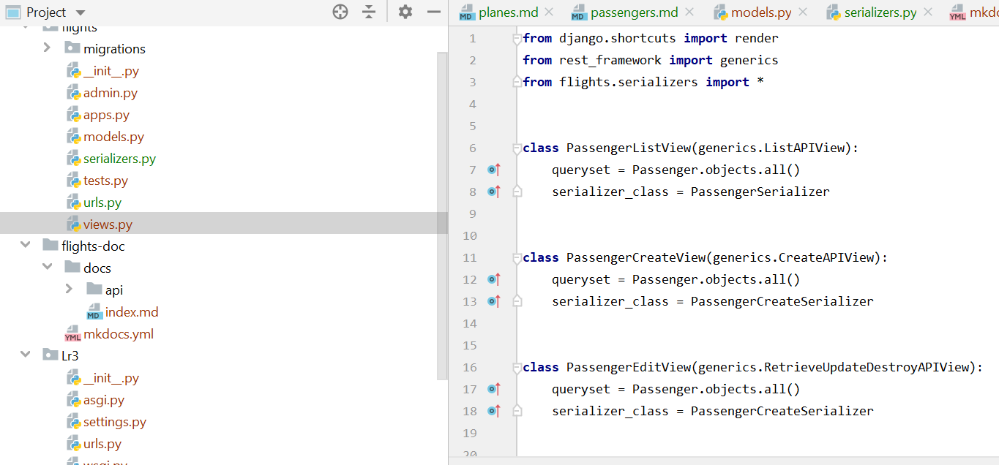 Project
flights
migrations
__init__.py
admin.py
apps.py
models.py
serializers.py
tests.py
urls.py
views.py
flights-doc
docs
api
MD index.md
YML mkdocs.yml
Lr3
__init__.py
asgi.py
settings.py
urls.py
wsgi.py
MD planes.md
MD passengers.md
models.py
serializers.py
YML
1 from django.shortcuts import render
2 from rest_framework import generics
3 from flights.serializers import *
4
5
6 class PassengerListView(generics.ListAPIView):
7 queryset = Passenger.objects.all()
8 serializer_class = PassengerSerializer
9
10
11 class PassengerCreateView(generics.CreateAPIView):
12 queryset = Passenger.objects.all()
13 serializer_class = PassengerCreateSerializer
14
15
16 class PassengerEditView(generics.RetrieveUpdateDestroyAPIView):
17 queryset = Passenger.objects.all()
18 serializer_class = PassengerCreateSerializer
19
20